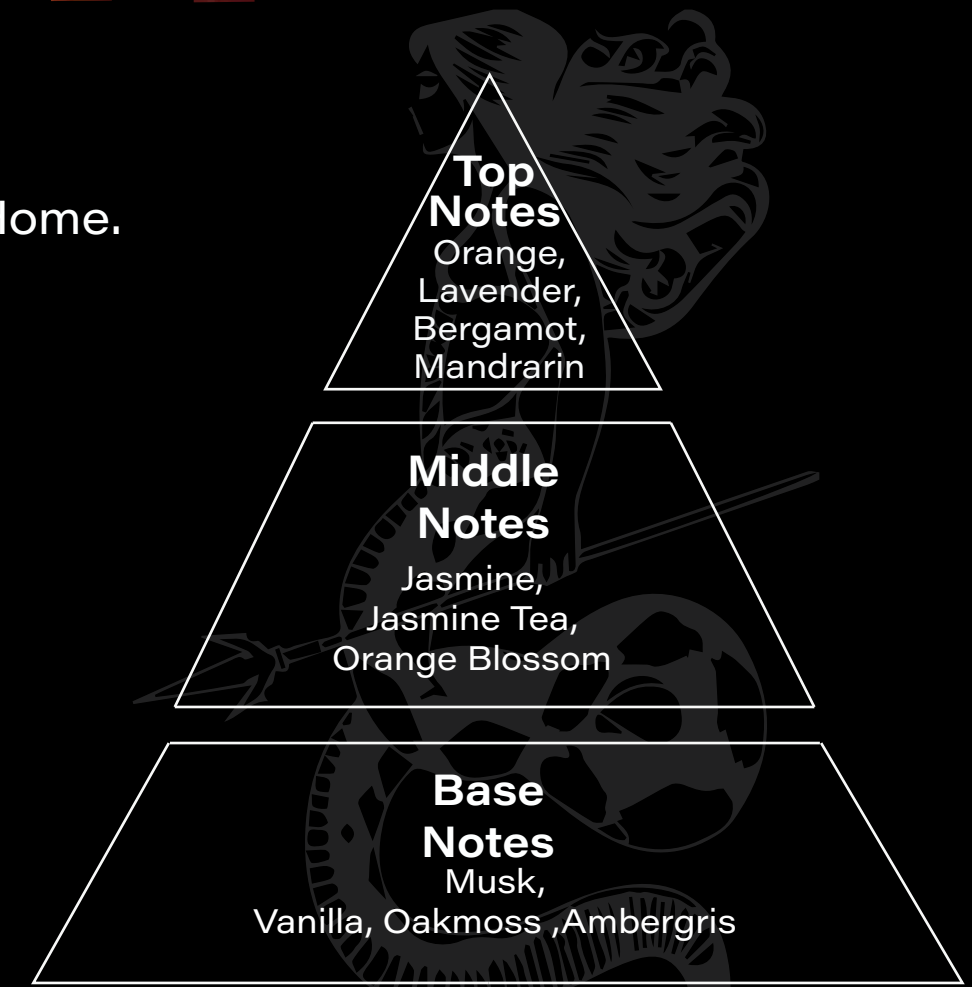 lome.
Top
Notes
Orange,
Lavender,
Bergamot,
Mandrarin
Middle
Notes
Jasmine,
Jasmine Tea,
Orange Blossom
Base
Notes
Musk,
Vanilla, Oakmoss ,Ambergris